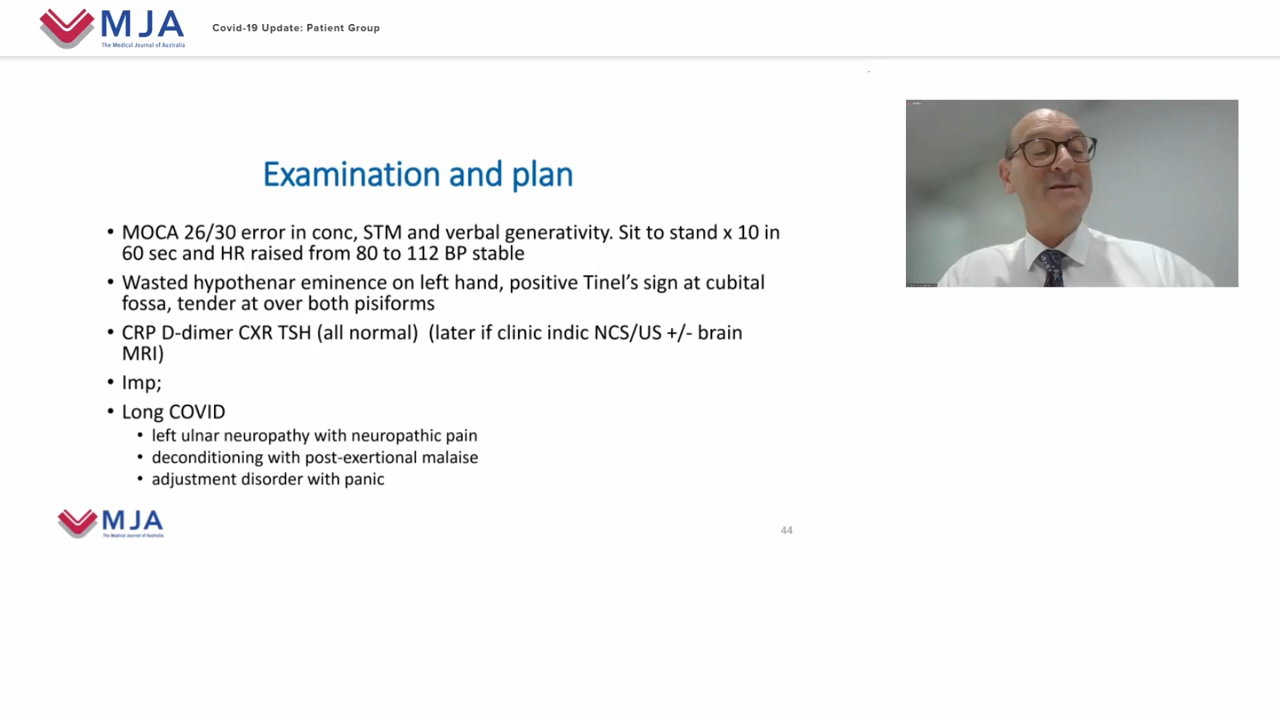 MJA
The Medical Journal of Australia
Covid-19 Update: Patient Group
Examination and plan
• MOCA 26/30 error in conc, STM and verbal generativity. Sit to stand x 10 in
60 sec and HR raised from 80 to 112 BP stable
• Wasted hypothenar eminence on left hand, positive Tinel's sign at cubital
fossa, tender at over both pisiforms
• CRP D-dimer CXR TSH (all normal)  (later if clinic indic NCS/US +/- brain
MRI)
• Imp;
• Long COVID
• left ulnar neuropathy with neuropathic pain
• deconditioning with post-exertional malaise
• adjustment disorder with panic
MJA
The Medical Journal of Australia
44